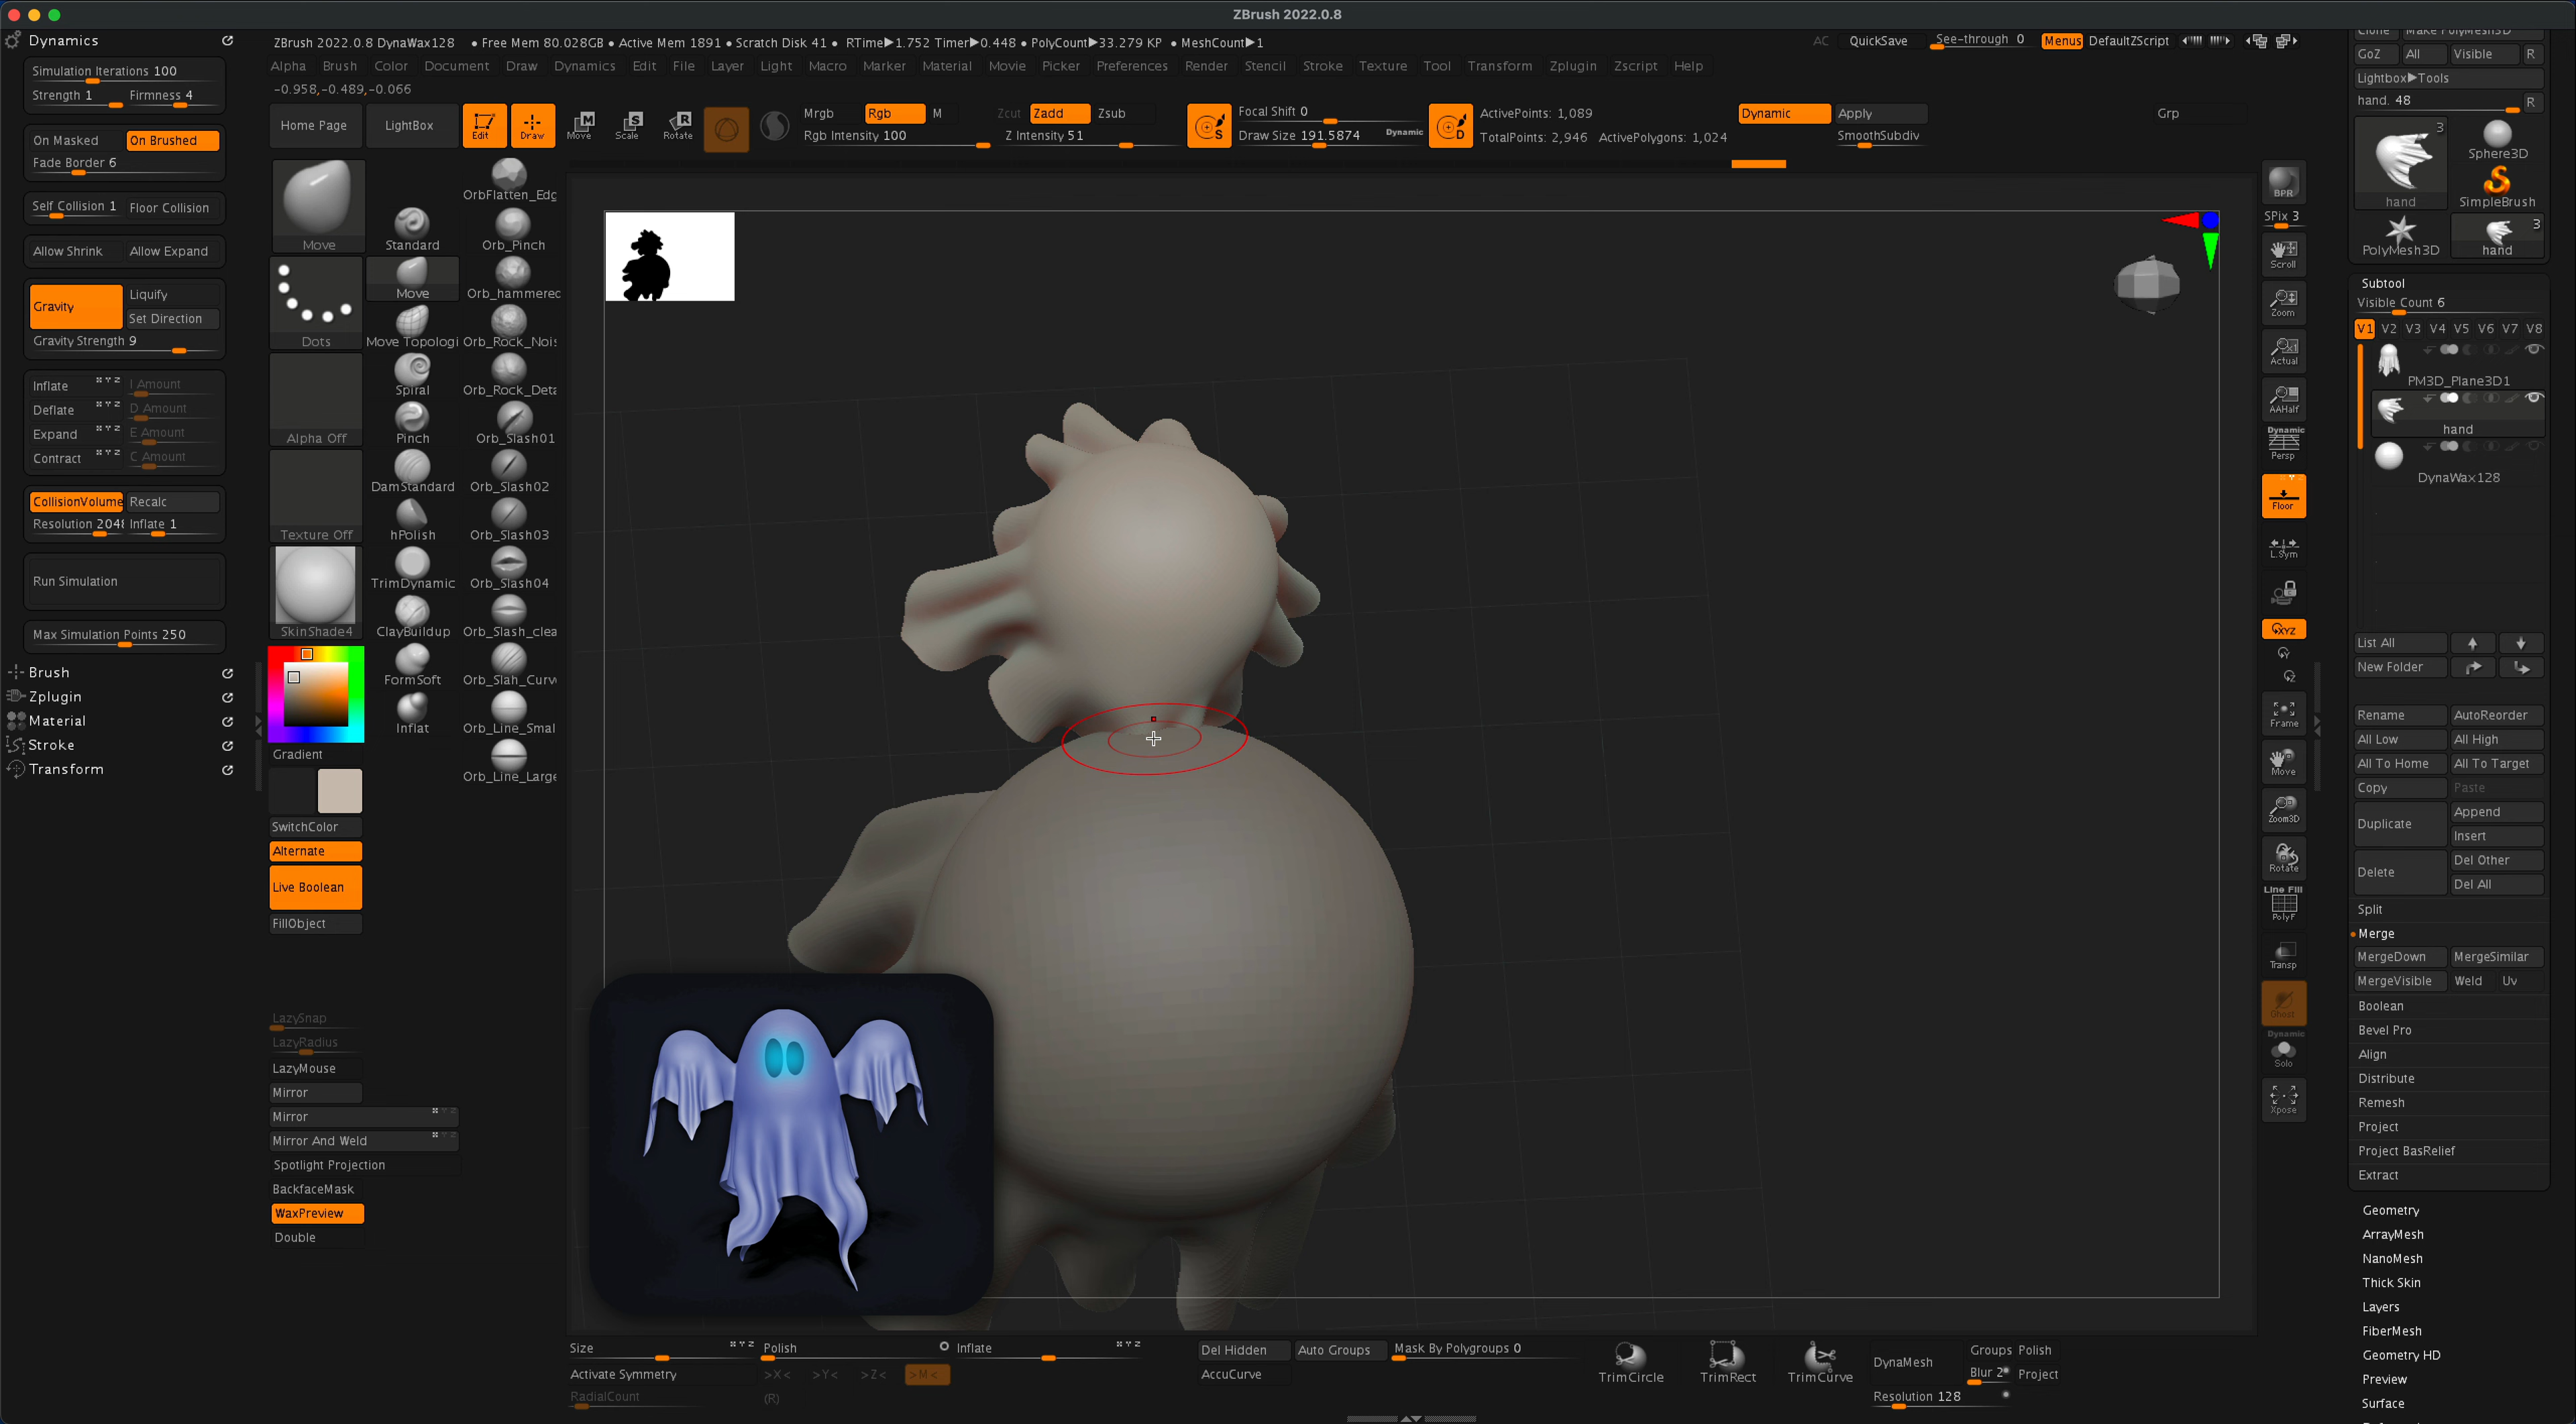 ZBrush 2022.0.8
Dynamics
ZBrush 2022.0.8 DynaWax128 • Free Mem 80.028GB • Active Mem 1891 • Scratch Disk 41 • RTime▶1.752 Timer▶0.448 • PolyCount▶33.279 KP • MeshCount▶1
AC QuickSave See-through 0 Menus DefaultZScript
Alpha Brush Color Document Draw Dynamics Edit File Layer Light Macro Marker Material Movie Picker Preferences Render Stencil Stroke Texture Tool Transform Zplugin Zscript Help
-0.958,-0.489,-0.066
Home Page LightBox Edit Draw Move Scale Rotate
Mrgb Rgb M Zcut Zadd Zsub
Rgb Intensity 100 Z Intensity 51
Focal Shift 0
Draw Size 191.5874 Dynamic
ActivePoints: 1,089
TotalPoints: 2,946 ActivePolygons: 1,024
Dynamic Apply
SmoothSubdiv
Grp
Simulation Iterations 100
Strength 1 Firmness 4
On Masked On Brushed
Fade Border 6
Self Collision 1 Floor Collision
Allow Shrink Allow Expand
Gravity Liquify
Set Direction
Gravity Strength 9
Inflate I Amount
Deflate D Amount
Expand E Amount
Contract C Amount
CollisionVolume Recalc
Resolution 2048 Inflate 1
Run Simulation
Max Simulation Points 250
Brush
Zplugin
Material
Stroke
Transform
Move
Dots
Alpha Off
Texture Off
SkinShade4
Gradient
SwitchColor
Alternate
Live Boolean
FillObject
LazySnap
LazyRadius
LazyMouse
Mirror
Mirror
Mirror And Weld
Spotlight Projection
BackfaceMask
WaxPreview
Double
Standard
Move
Move Topologi
Spiral
Pinch
DamStandard
hPolish
TrimDynamic
ClayBuildup
FormSoft
Inflat
OrbFlatten_Edg
Orb_Pinch
Orb_hammered
Orb_Rock_Nois
Orb_Rock_Deta
Orb_Slash01
Orb_Slash02
Orb_Slash03
Orb_Slash04
Orb_Slash_clea
Orb_Slah_Curv
Orb_Line_Smal
Orb_Line_Large
BPR
SPix 3
Scroll
Zoom
Actual
AAHalf
Dynamic
Persp
Floor
L.Sym
XYZ
Frame
Move
Zoom3D
Rotate
Line Fill
PolyF
Transp
Ghost
Dynamic
Solo
Xpose
Clone Make PolyMesh3D
GoZ All Visible R
Lightbox▶Tools
hand. 48 R
3
hand
Sphere3D
SimpleBrush
PolyMesh3D
3
hand
Subtool
Visible Count 6
V1 V2 V3 V4 V5 V6 V7 V8
PM3D_Plane3D1
hand
DynaWax128
List All
New Folder
Rename AutoReorder
All Low All High
All To Home All To Target
Copy Paste
Duplicate Append
Insert
Delete Del Other
Del All
Split
Merge
MergeDown MergeSimilar
MergeVisible Weld Uv
Boolean
Bevel Pro
Align
Distribute
Remesh
Project
Project BasRelief
Extract
Geometry
ArrayMesh
NanoMesh
Thick Skin
Layers
FiberMesh
Geometry HD
Preview
Surface
Size Polish Inflate
Activate Symmetry >X< >Y< >Z< >M<
RadialCount (R)
Del Hidden Auto Groups Mask By Polygroups 0
AccuCurve
TrimCircle TrimRect TrimCurve
DynaMesh Groups Polish
Blur 2 Project
Resolution 128